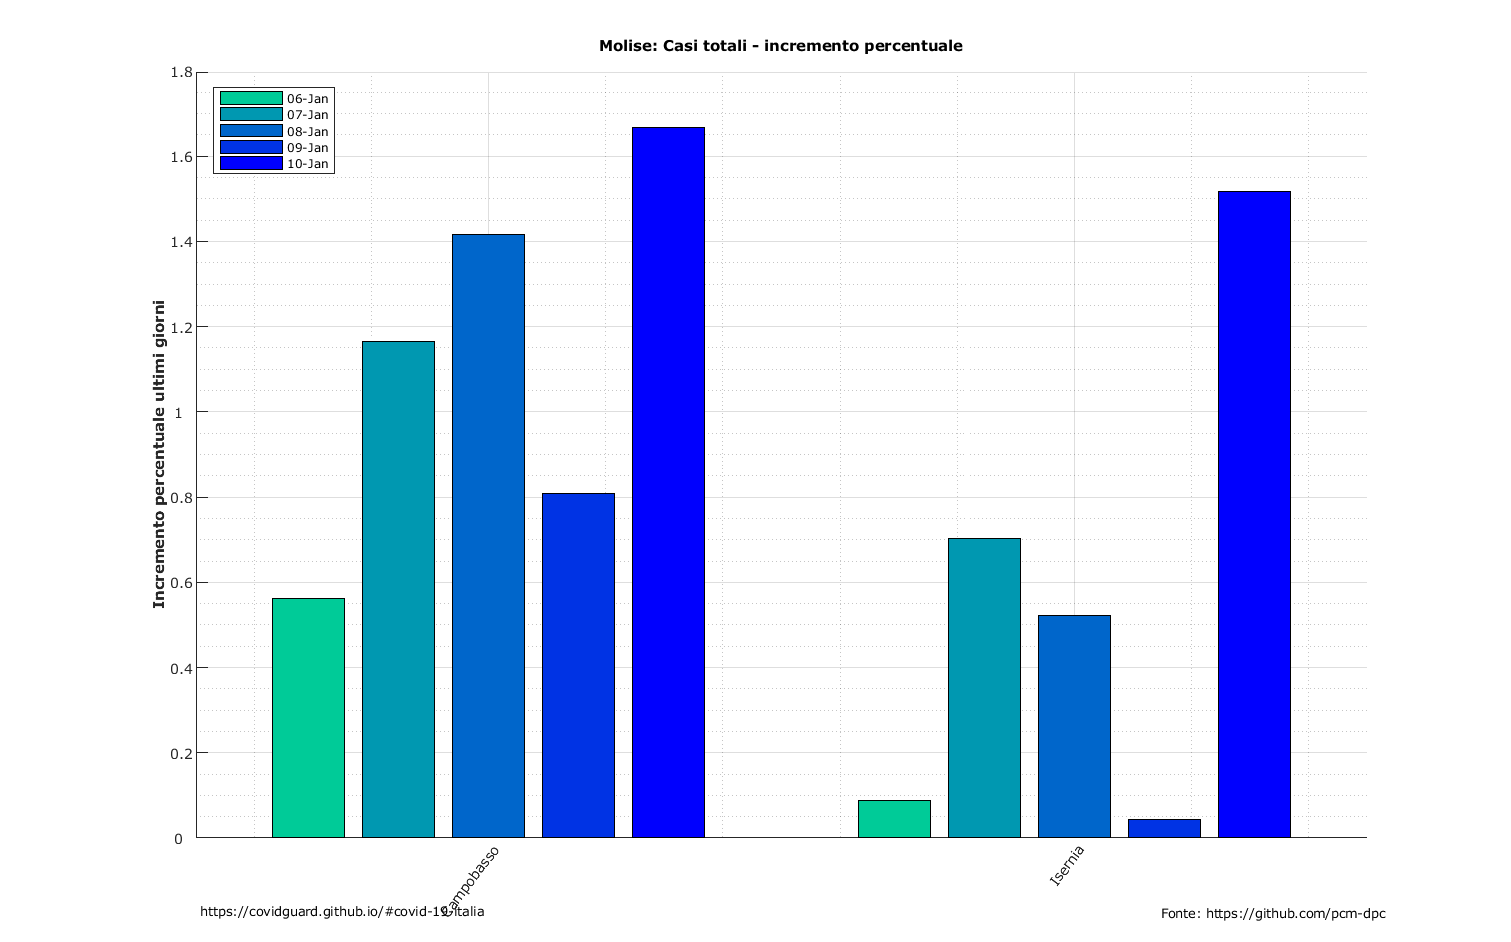 Molise: Casi totali - incremento percentuale
1.8
1.6
1.4
1.2
1
0.8
0.6
0.4
0.2
0
Incremento percentuale ultimi giorni
06-Jan
07-Jan
08-Jan
09-Jan
10-Jan
Campobasso
Isernia
https://covidguard.github.io/#covid-19-italia
Fonte: https://github.com/pcm-dpc